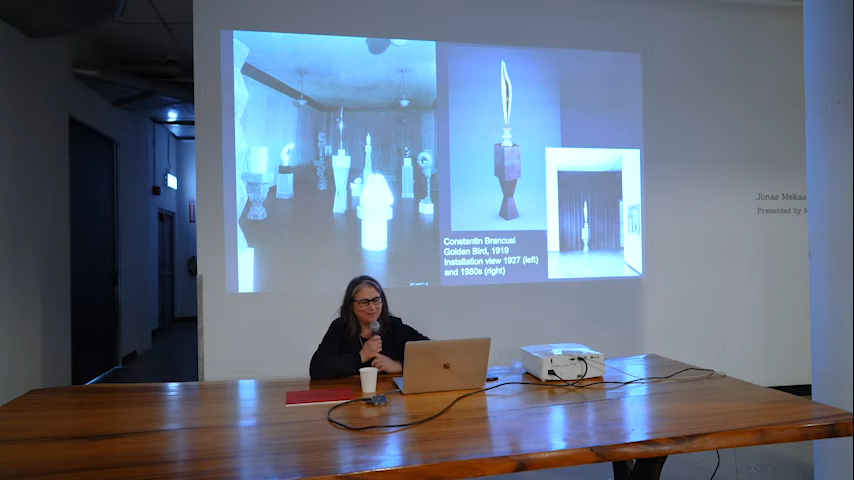 Constantin Brancusi
Golden Bird, 1919
Installation view 1927 (left)
and 1980s (right)
Jonas Mekas
Presented by